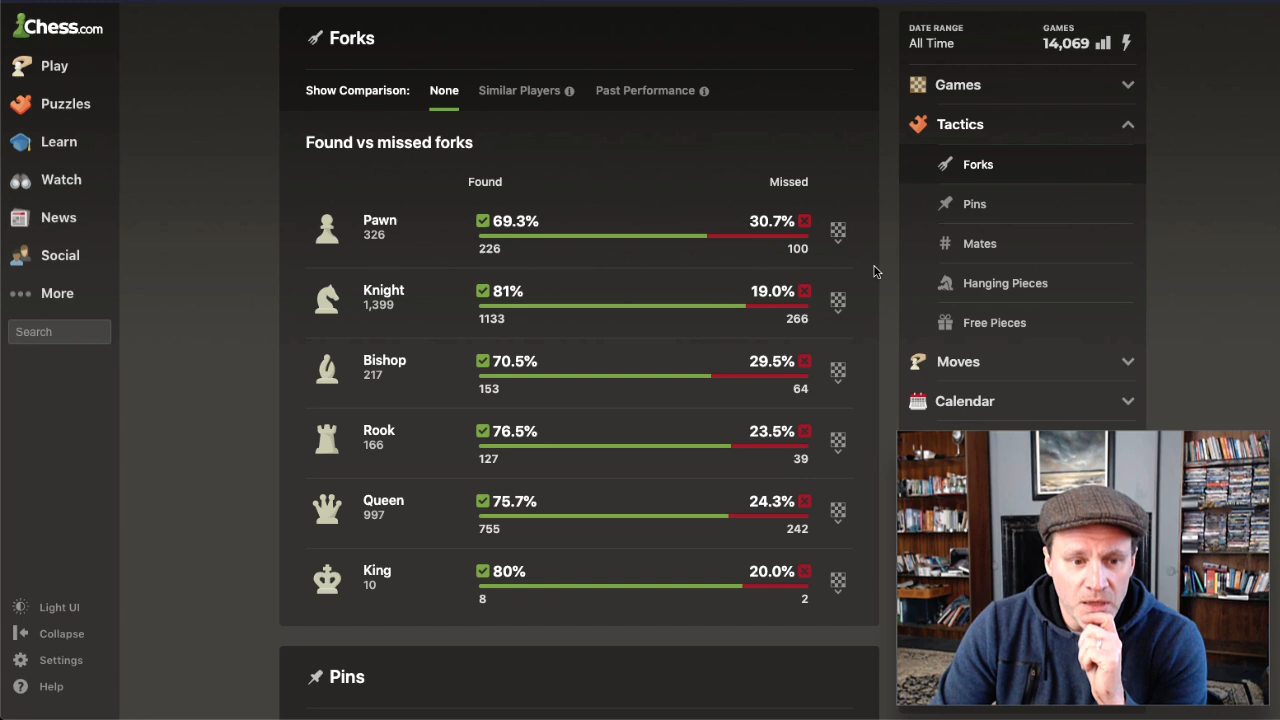 Chess.com
Play
Puzzles
Learn
Watch
News
Social
More
Search
Light UI
Collapse
Settings
Help
Forks
Show Comparison: None Similar Players Past Performance
Found vs missed forks
Found Missed
Pawn 69.3% 30.7%
326
226 100
Knight 81% 19.0%
1,399
1133 266
Bishop 70.5% 29.5%
217
153 64
Rook 76.5% 23.5%
166
127 39
Queen 75.7% 24.3%
997
755 242
King 80% 20.0%
10
8 2
Pins
DATE RANGE GAMES
All Time 14,069
Games
Tactics
Forks
Pins
Mates
Hanging Pieces
Free Pieces
Moves
Calendar